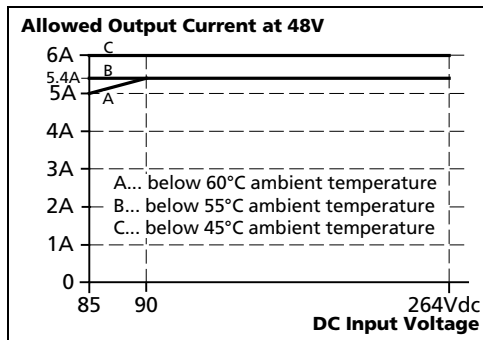 Allowed Output Current at 48V
6A
C
5.4A
B
5A
A
4A
3A
A... below 60°C ambient temperature
2A
B... below 55°C ambient temperature
C... below 45°C ambient temperature
1A
0
85 90 264Vdc
DC Input Voltage